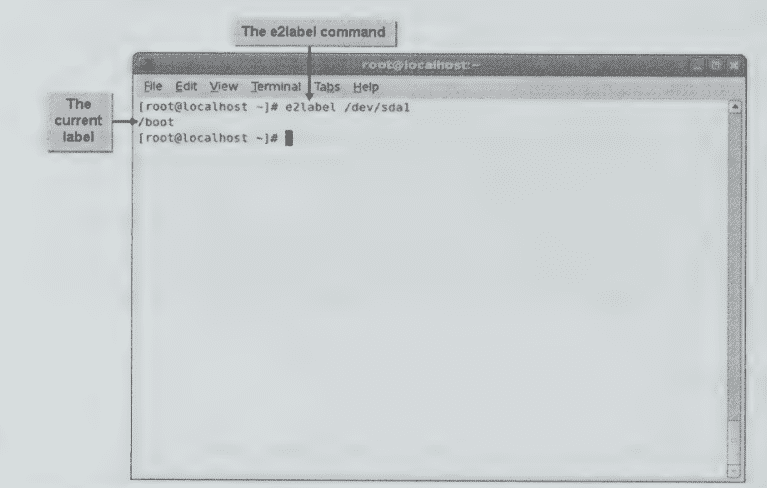 The e2label command
root@localhost:~
File Edit View Terminal Tabs Help
The
current
label
[root@localhost ~]# e2label /dev/sda1
/boot
[root@localhost ~]#